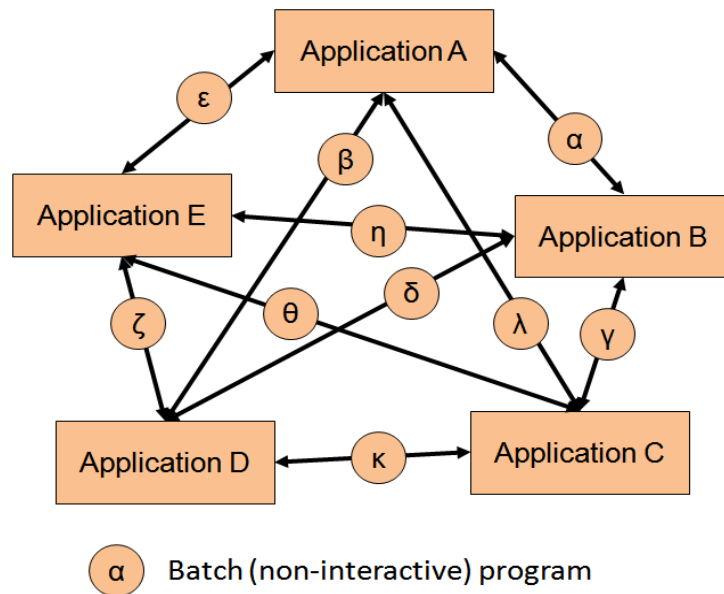 Application A
ε
α
β
Application E
Application B
η
δ
ζ
θ
λ
γ
Application D
κ
Application C
α Batch (non-interactive) program